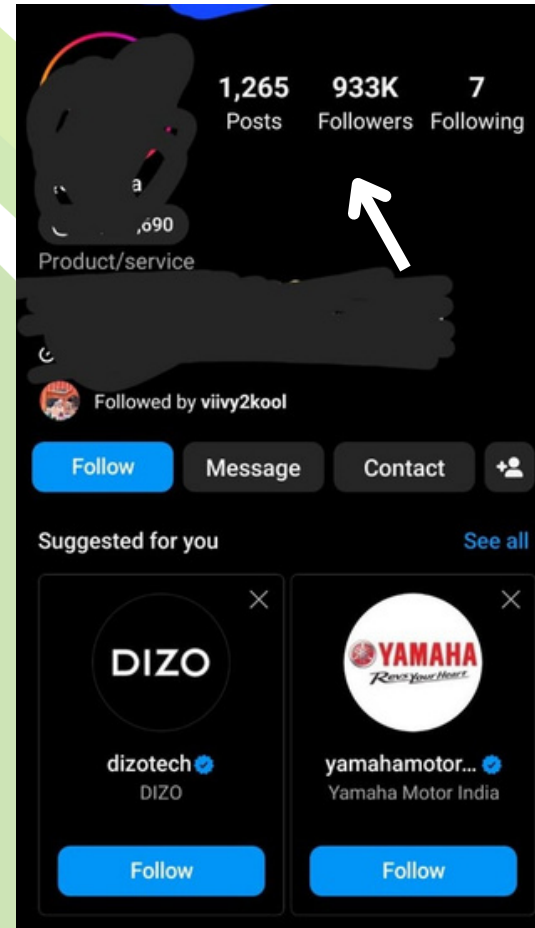 1,265 933K 7
Posts Followers Following
a
,690
Product/service
Followed by viivy2kool
Follow Message Contact
Suggested for you See all
DIZO YAMAHA
Revs Your Heart
dizotech yamahamotor...
DIZO Yamaha Motor India
Follow Follow